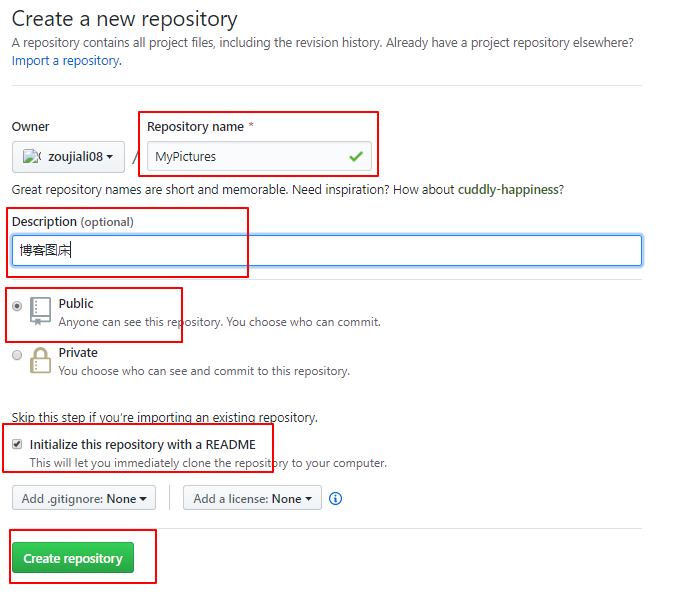 Create a new repository
A repository contains all project files, including the revision history. Already have a project repository elsewhere?
Import a repository.
Owner
Repository name *
zoujiali08
/
MyPictures
Great repository names are short and memorable. Need inspiration? How about cuddly-happiness?
Description (optional)
博客图床
Public
Anyone can see this repository. You choose who can commit.
Private
You choose who can see and commit to this repository.
Skip this step if you're importing an existing repository.
Initialize this repository with a README
This will let you immediately clone the repository to your computer.
Add .gitignore: None
Add a license: None
Create repository